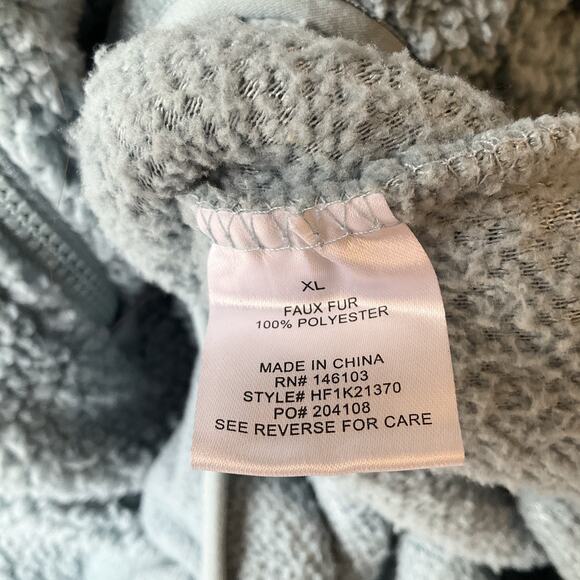 XL
FAUX FUR
100% POLYESTER
MADE IN CHINA
RN# 146103
STYLE# HF1K21370
PO# 204108
SEE REVERSE FOR CARE